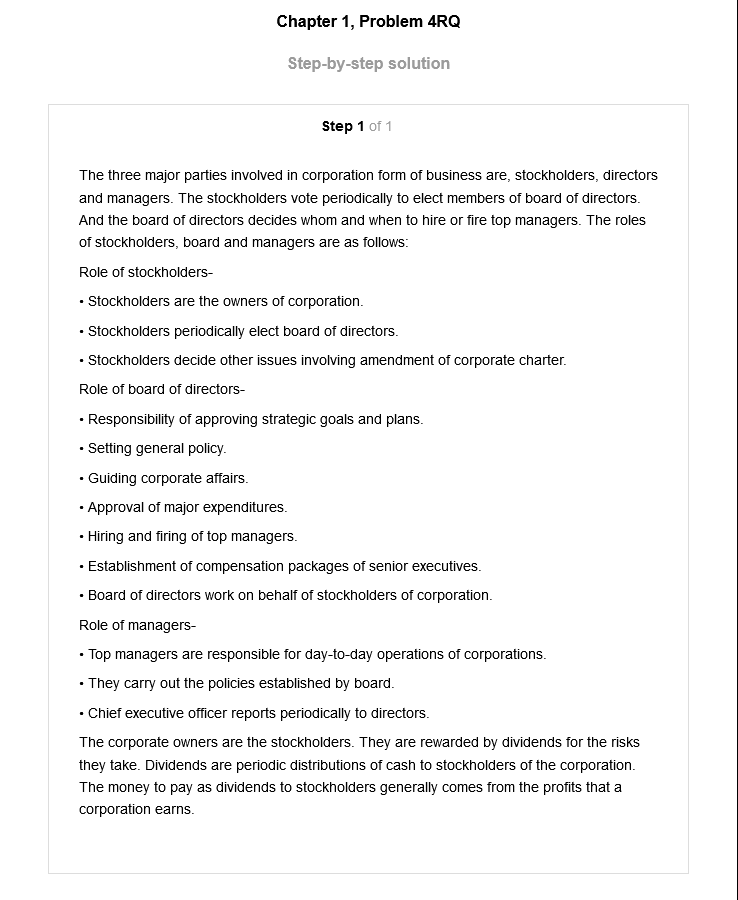 Chapter 1, Problem 4RQ
Step-by-step solution
Step 1 of 1
The three major parties involved in corporation form of business are, stockholders, directors
and managers. The stockholders vote periodically to elect members of board of directors.
And the board of directors decides whom and when to hire or fire top managers. The roles
of stockholders, board and managers are as follows:
Role of stockholders-
• Stockholders are the owners of corporation.
• Stockholders periodically elect board of directors.
• Stockholders decide other issues involving amendment of corporate charter.
Role of board of directors-
• Responsibility of approving strategic goals and plans.
• Setting general policy.
• Guiding corporate affairs.
• Approval of major expenditures.
• Hiring and firing of top managers.
• Establishment of compensation packages of senior executives.
• Board of directors work on behalf of stockholders of corporation.
Role of managers-
• Top managers are responsible for day-to-day operations of corporations.
• They carry out the policies established by board.
• Chief executive officer reports periodically to directors.
The corporate owners are the stockholders. They are rewarded by dividends for the risks
they take. Dividends are periodic distributions of cash to stockholders of the corporation.
The money to pay as dividends to stockholders generally comes from the profits that a
corporation earns.